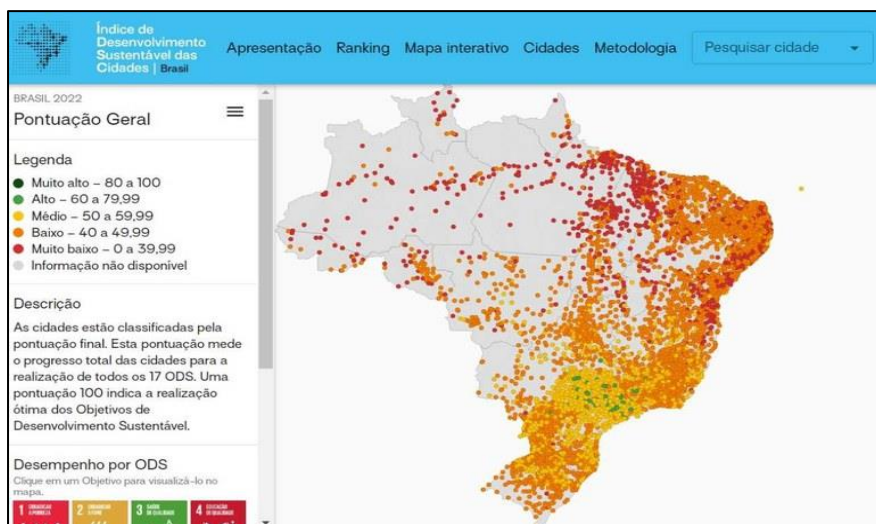 Índice de
Desenvolvimento
Sustentável das
Cidades | Brasil
Apresentação Ranking Mapa interativo Cidades Metodologia Pesquisar cidade
BRASIL 2022
Pontuação Geral
Legenda
Muito alto – 80 a 100
Alto – 60 a 79,99
Médio – 50 a 59,99
Baixo – 40 a 49,99
Muito baixo – 0 a 39,99
Informação não disponível
Descrição
As cidades estão classificadas pela
pontuação final. Esta pontuação mede
o progresso total das cidades para a
realização de todos os 17 ODS. Uma
pontuação 100 indica a realização
ótima dos Objetivos de
Desenvolvimento Sustentável.
Desempenho por ODS
Clique em um Objetivo para visualizá-lo no
mapa.
1 2 3 4